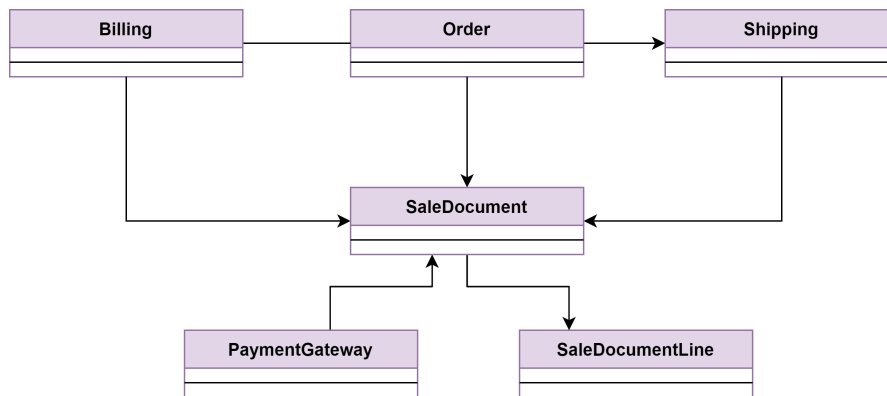 Billing
Order
Shipping
SaleDocument
PaymentGateway
SaleDocumentLine